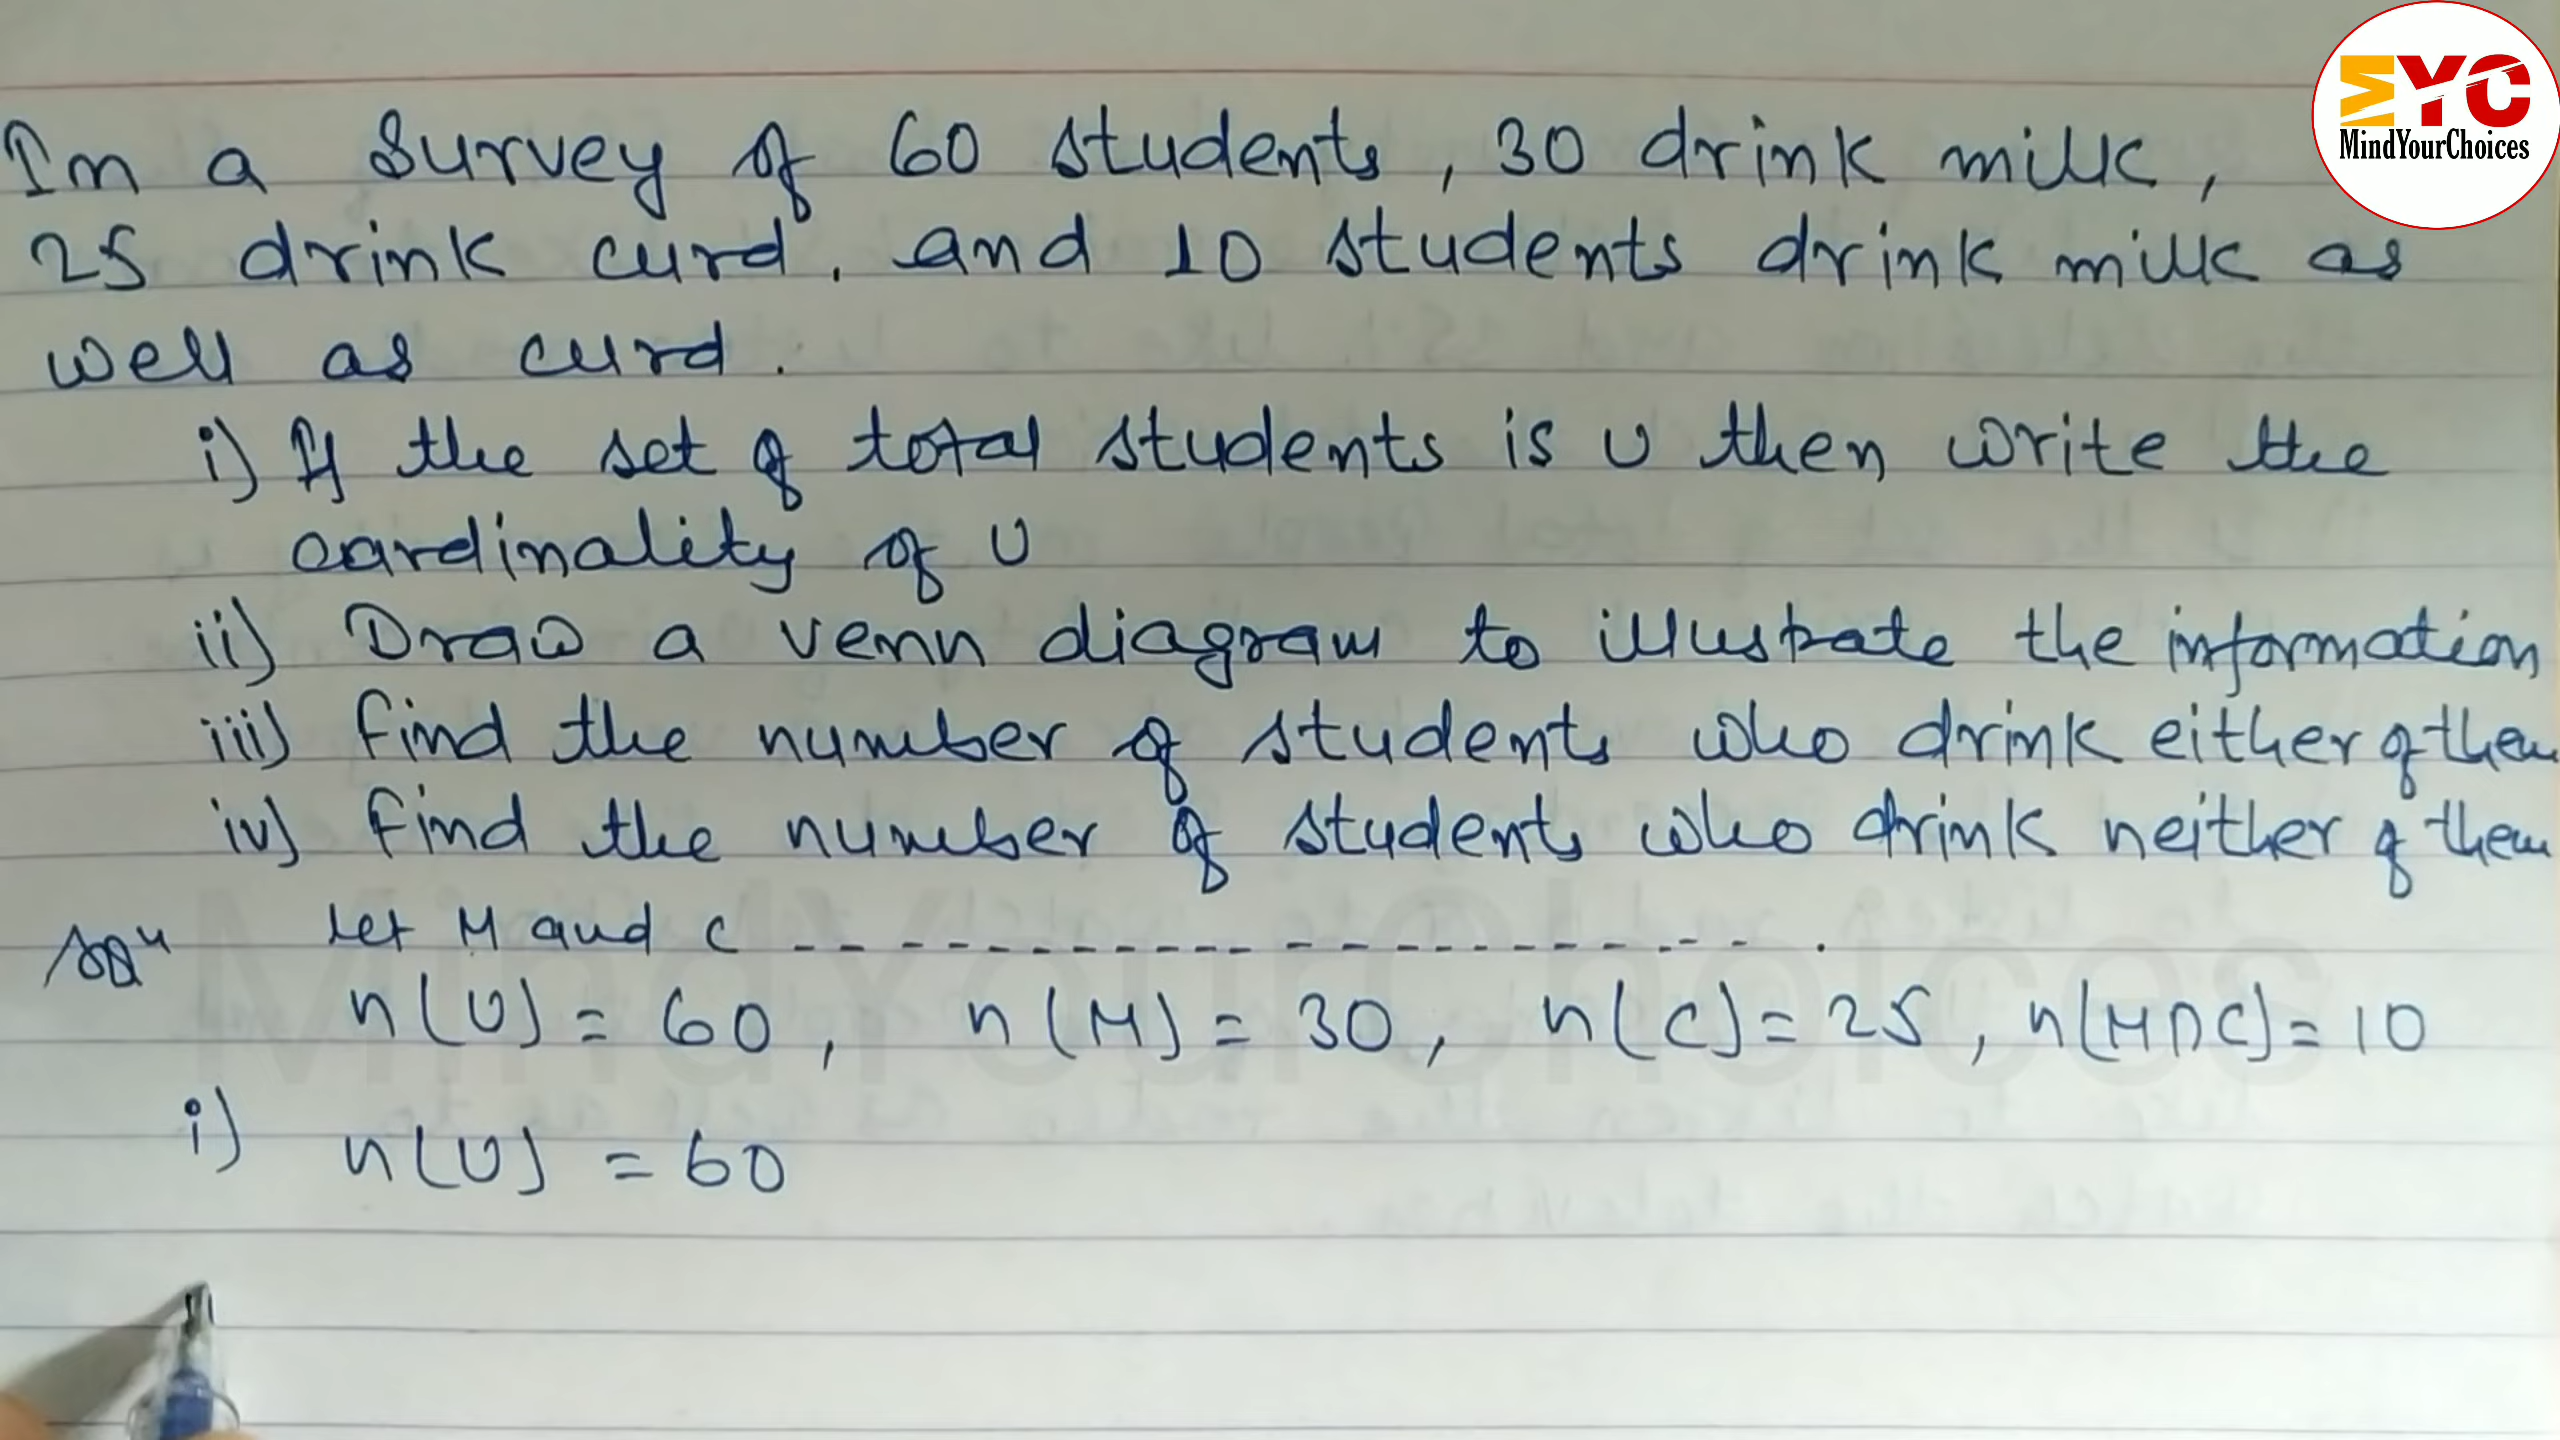 MYC
MindYourChoices
In a survey of 60 students, 30 drink milk,
25 drink curd. and 10 students drink milk as
well as curd.
i) If the set of total students is U then write the
cardinality of U
ii) Draw a venn diagram to illustrate the information
iii) Find the number of students who drink either of them
iv) Find the number of students who drink neither of them
Solⁿ let M and C --------------------.
n(U) = 60, n(M) = 30, n(C) = 25, n(M∩C) = 10
i) n(U) = 60
MindYourChoices